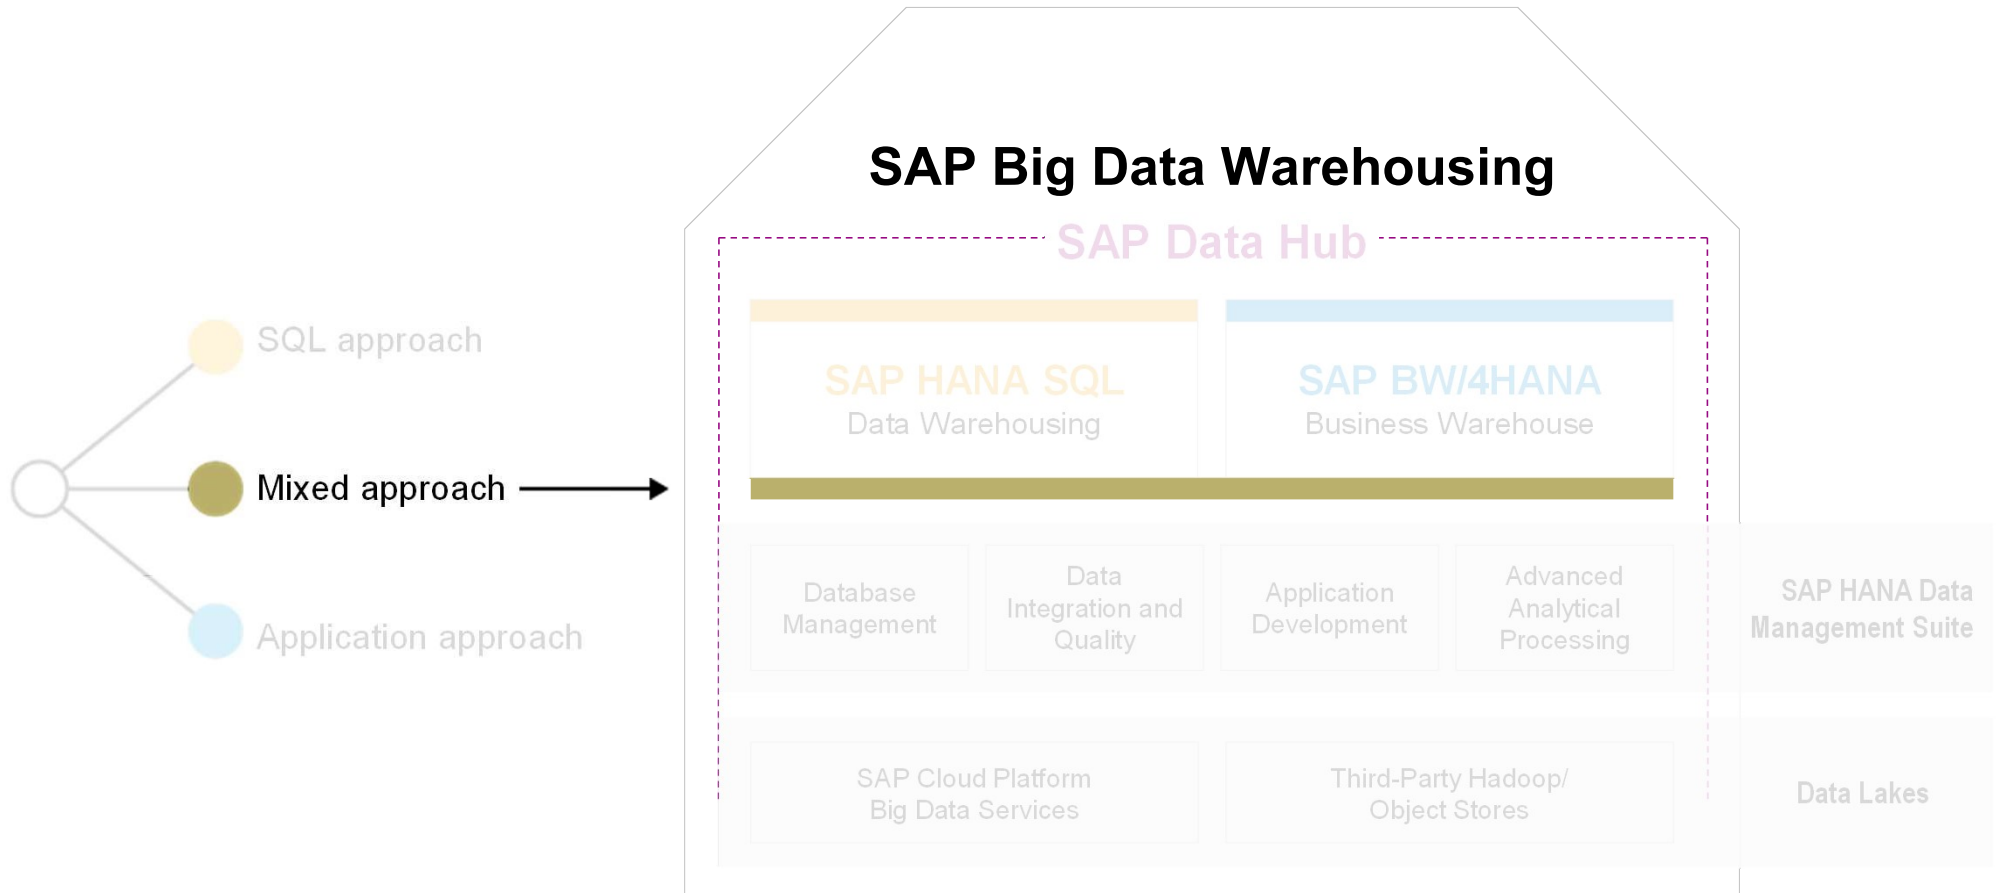 SAP Big Data Warehousing
SAP Data Hub
SQL approach
Mixed approach
Application approach
SAP HANA SQL
Data Warehousing
SAP BW/4HANA
Business Warehouse
Database
Management
Data
Integration and
Quality
Application
Development
Advanced
Analytical
Processing
SAP HANA Data
Management Suite
SAP Cloud Platform
Big Data Services
Third-Party Hadoop/
Object Stores
Data Lakes